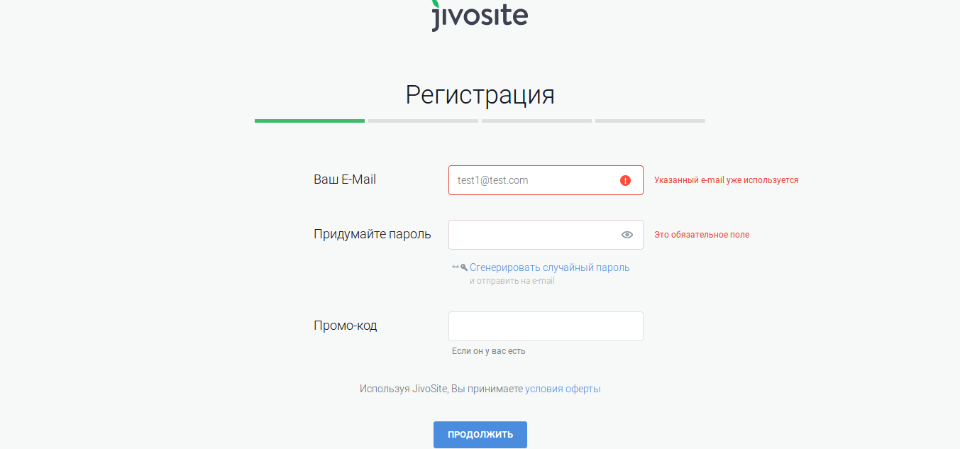 jivosite
Регистрация
Ваш E-Mail
test1@test.com
Указанный e-mail уже используется
Придумайте пароль
Это обязательное поле
Сгенерировать случайный пароль
и отправить на e-mail
Промо-код
Если он у вас есть
Используя JivoSite, Вы принимаете условия оферты
ПРОДОЛЖИТЬ